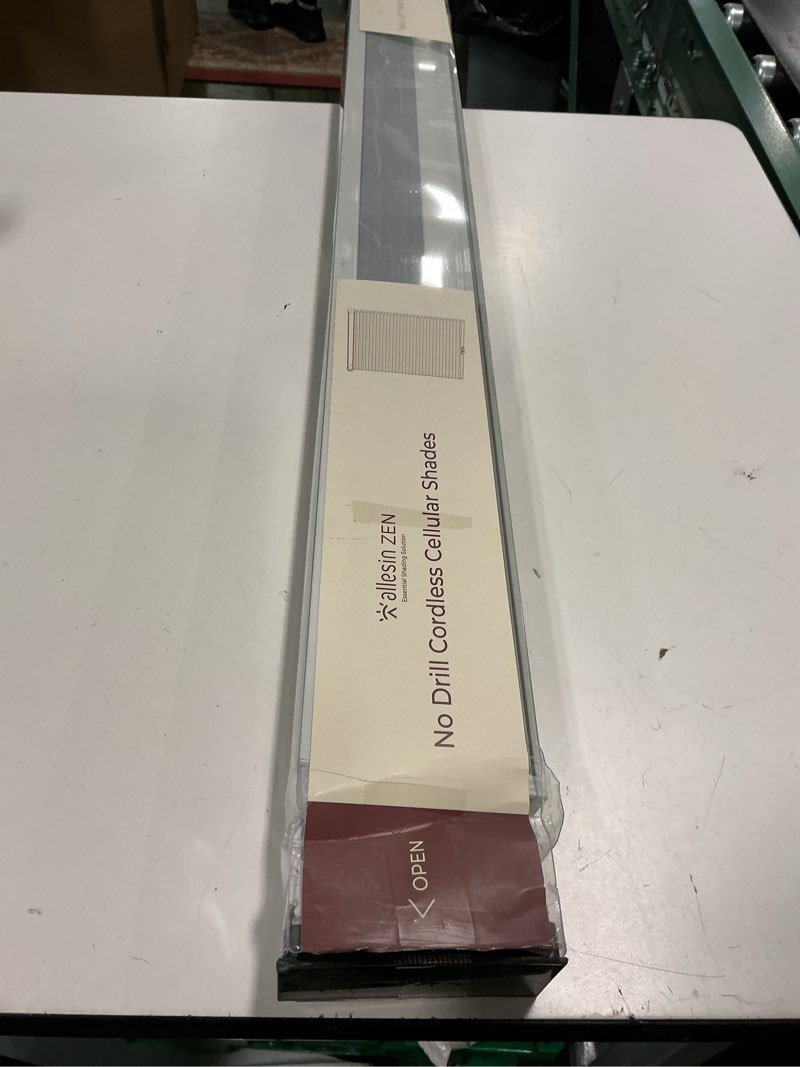 allesin ZEN
Essential Shading Solution
No Drill Cordless Cellular Shades
< OPEN